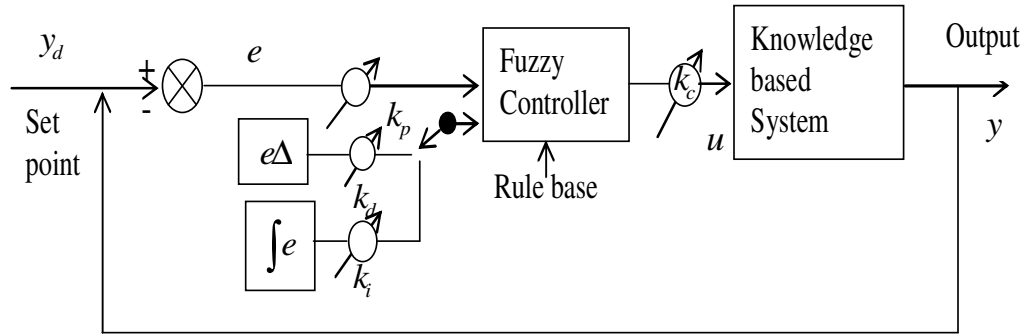 y_d
e
+
-
Set
point
k_p
Fuzzy
Controller
k_c
u
Knowledge
based
System
Output
y
eΔ
k_d
Rule base
∫e
k_i